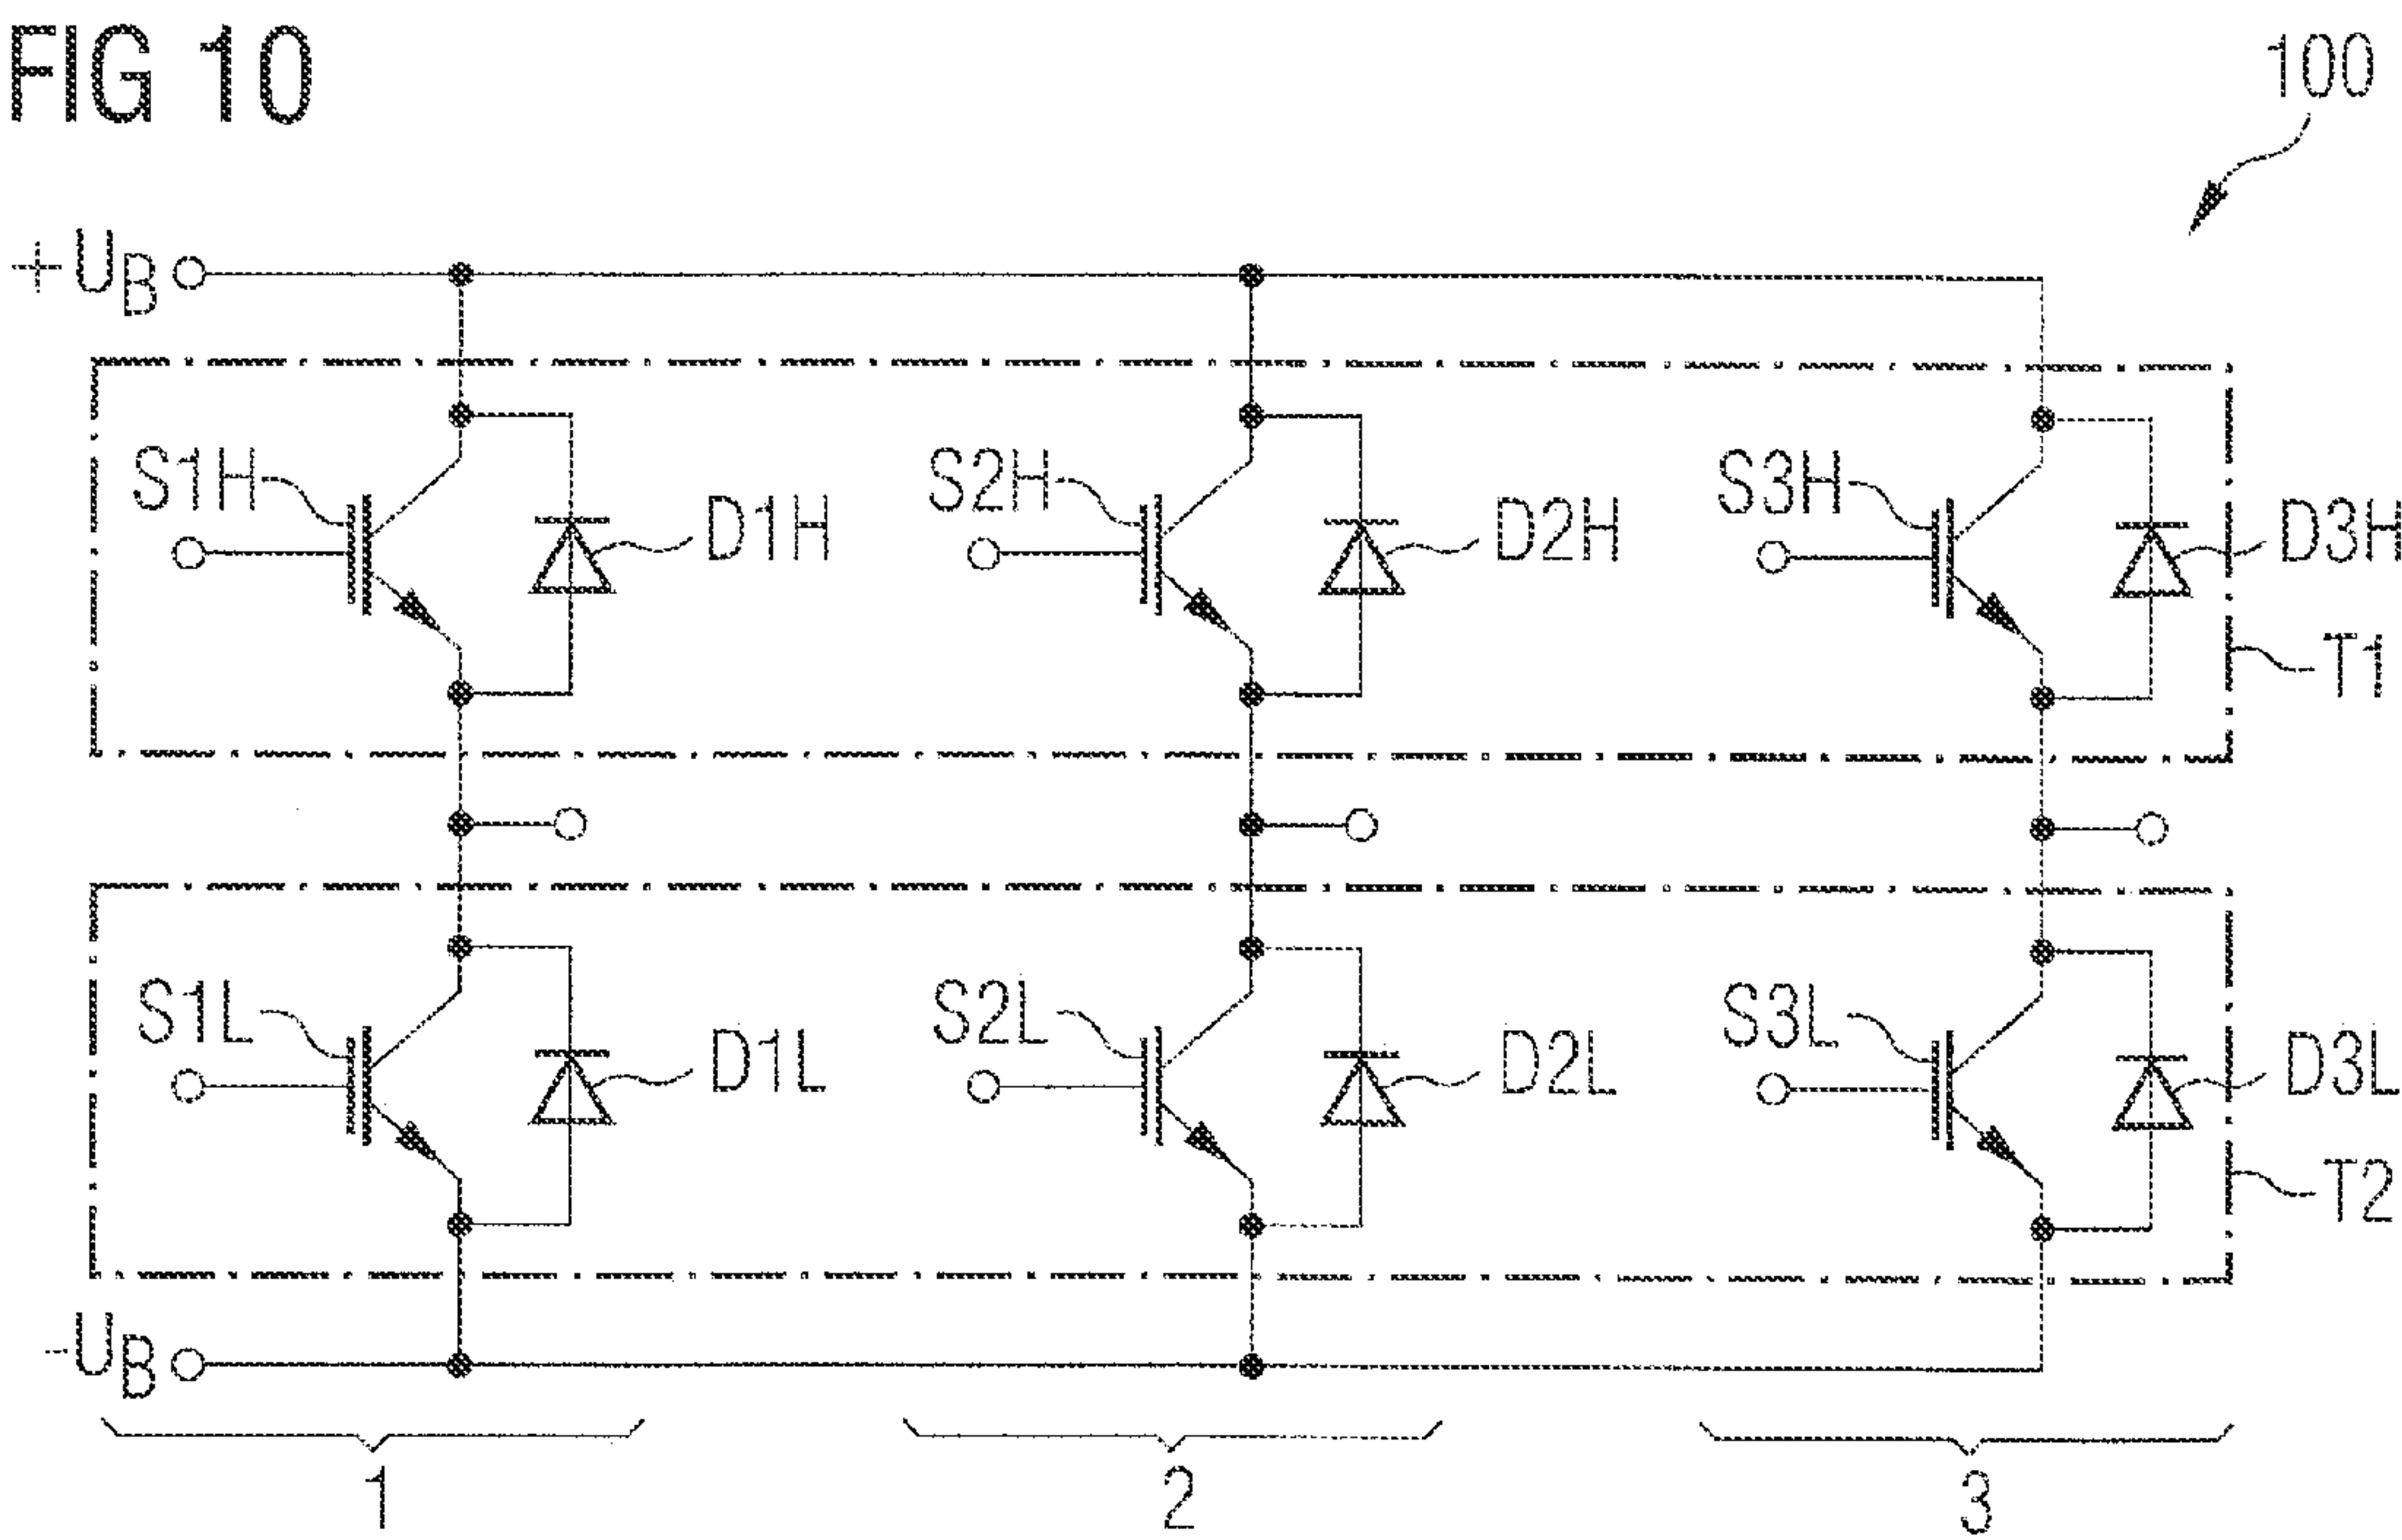 FIG 10
100
+UB
S1H
D1H
S2H
D2H
S3H
D3H
T1
S1L
D1L
S2L
D2L
S3L
D3L
T2
-UB
1
2
3